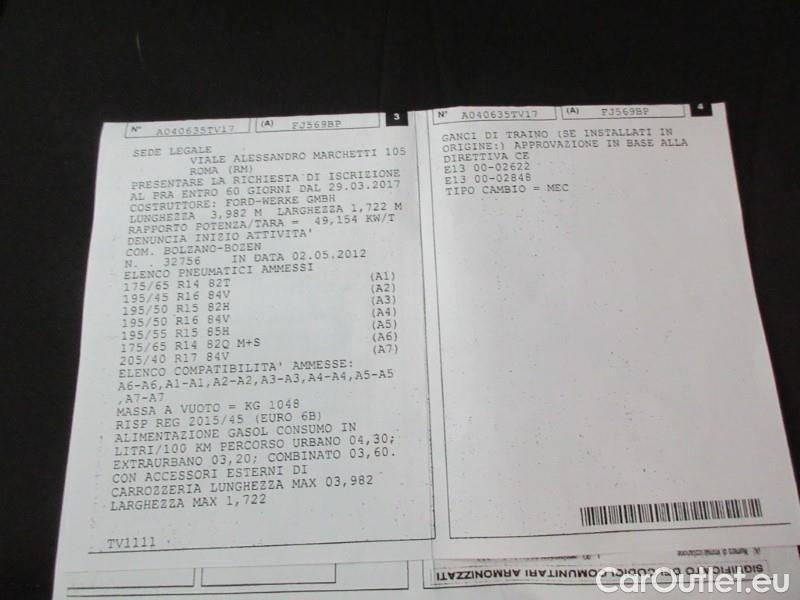 N° A040635TV17 (A) FJ569BP 3
SEDE LEGALE
VIALE ALESSANDRO MARCHETTI 105
ROMA (RM)
PRESENTARE LA RICHIESTA DI ISCRIZIONE
AL PRA ENTRO 60 GIORNI DAL 29.03.2017
COSTRUTTORE: FORD-WERKE GMBH
LUNGHEZZA 3,982 M LARGHEZZA 1,722 M
RAPPORTO POTENZA/TARA = 49,154 KW/T
DENUNCIA INIZIO ATTIVITA'
COM. BOLZANO-BOZEN
N. . 32756 IN DATA 02.05.2012
ELENCO PNEUMATICI AMMESSI
175/65 R14 82T (A1)
195/45 R16 84V (A2)
195/50 R15 82H (A3)
195/50 R16 84V (A4)
195/55 R15 85H (A5)
175/65 R14 82Q M+S (A6)
205/40 R17 84V (A7)
ELENCO COMPATIBILITA' AMMESSE:
A6-A6,A1-A1,A2-A2,A3-A3,A4-A4,A5-A5
,A7-A7
MASSA A VUOTO = KG 1048
RISP REG 2015/45 (EURO 6B)
ALIMENTAZIONE GASOL CONSUMO IN
LITRI/100 KM PERCORSO URBANO 04,30;
EXTRAURBANO 03,20; COMBINATO 03,60.
CON ACCESSORI ESTERNI DI
CARROZZERIA LUNGHEZZA MAX 03,982
LARGHEZZA MAX 1,722
TV1111
N° A040635TV17 (A) FJ569BP 4
GANCI DI TRAINO (SE INSTALLATI IN
ORIGINE:) APPROVAZIONE IN BASE ALLA
DIRETTIVA CE
E13 00-02622
E13 00-02848
TIPO CAMBIO = MEC
SIGNIFICATO DEI CODICI COMUNITARI ARMONIZZATI
(A) Numero di immatricolazione
CarOutlet.eu